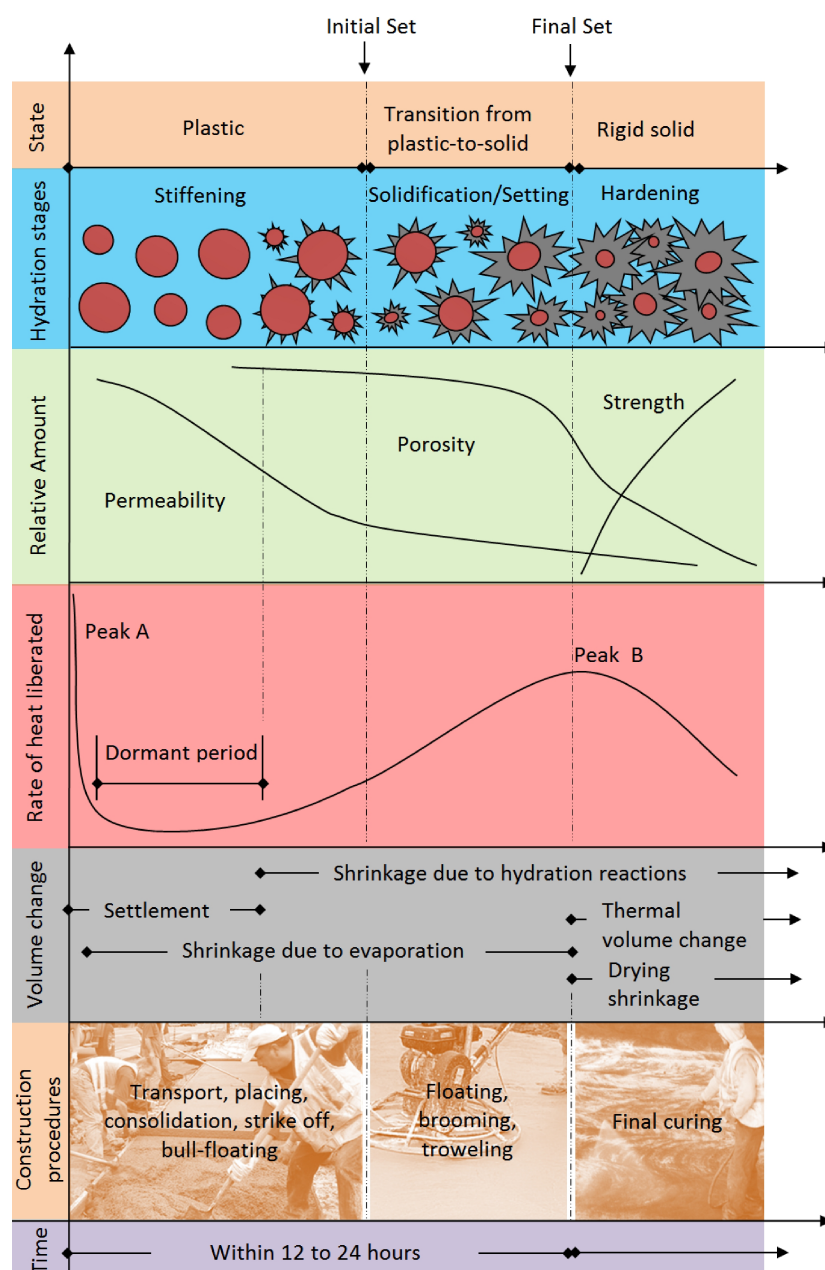 Initial Set
Final Set
State
Plastic
Transition from
plastic-to-solid
Rigid solid
Hydration stages
Stiffening
Solidification/Setting
Hardening
Relative Amount
Permeability
Porosity
Strength
Rate of heat liberated
Peak A
Dormant period
Peak B
Volume change
Shrinkage due to hydration reactions
Settlement
Thermal
volume change
Shrinkage due to evaporation
Drying
shrinkage
Construction
procedures
Transport, placing,
consolidation, strike off,
bull-floating
Floating,
brooming,
troweling
Final curing
Time
Within 12 to 24 hours